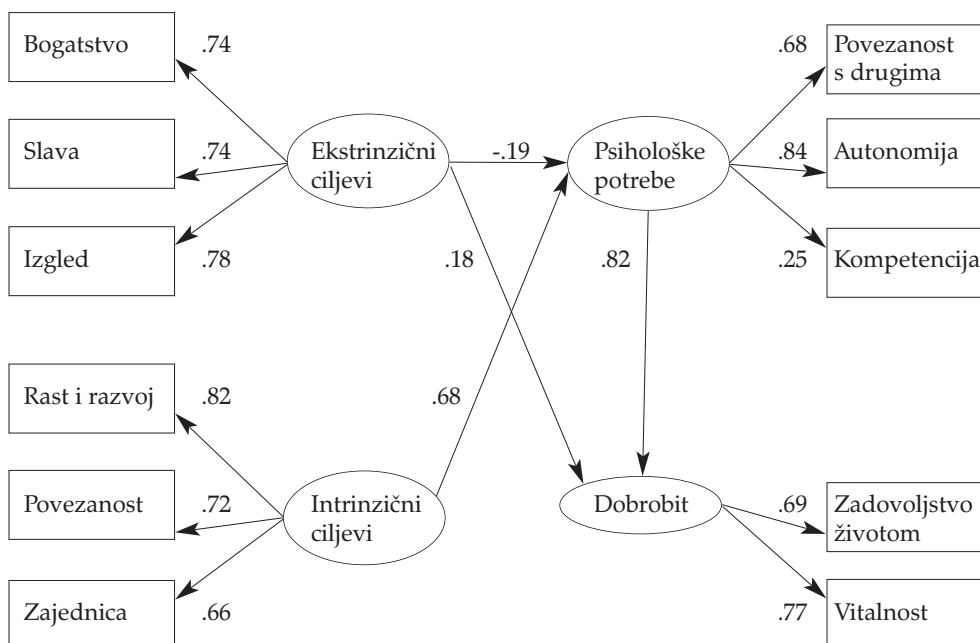 Bogatstvo
.74
Slava
.74
Izgled
.78
Ekstrinzični
ciljevi
-.19
.18
Psihološke
potrebe
.82
.68
Povezanost
s drugima
.84
Autonomija
.25
Kompetencija
Rast i razvoj
.82
Povezanost
.72
Zajednica
.66
Intrinzični
ciljevi
.68
Dobrobit
.69
Zadovoljstvo
životom
.77
Vitalnost